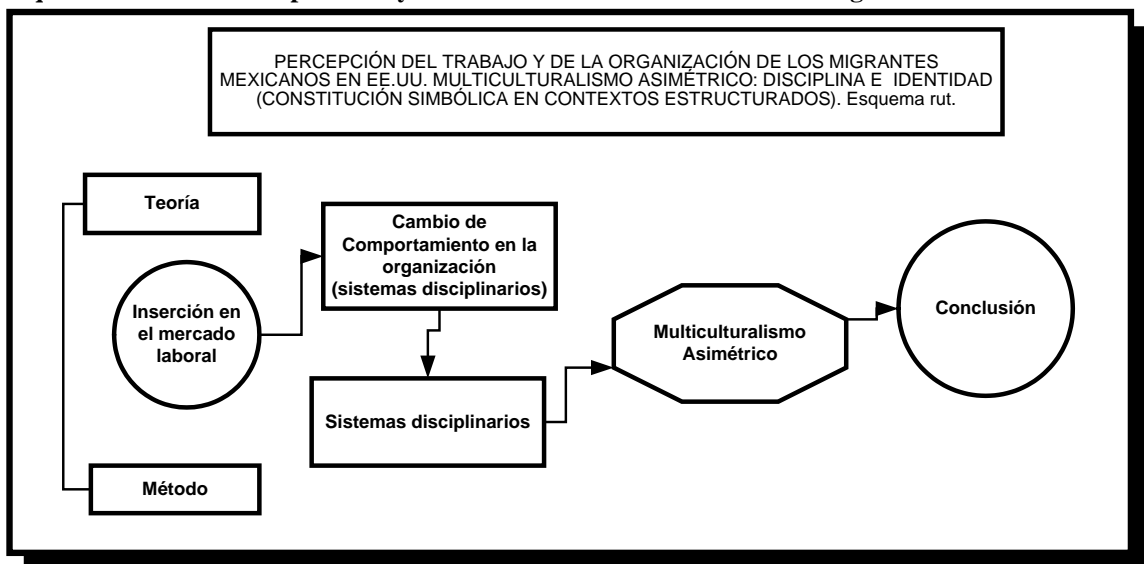 PERCEPCIÓN DEL TRABAJO Y DE LA ORGANIZACIÓN DE LOS MIGRANTES
MEXICANOS EN EE.UU. MULTICULTURALISMO ASIMÉTRICO: DISCIPLINA E IDENTIDAD
(CONSTITUCIÓN SIMBÓLICA EN CONTEXTOS ESTRUCTURADOS). Esquema rut.
Teoría
Inserción en
el mercado
laboral
Método
Cambio de
Comportamiento en la
organización
(sistemas disciplinarios)
Sistemas disciplinarios
Multiculturalismo
Asimétrico
Conclusión